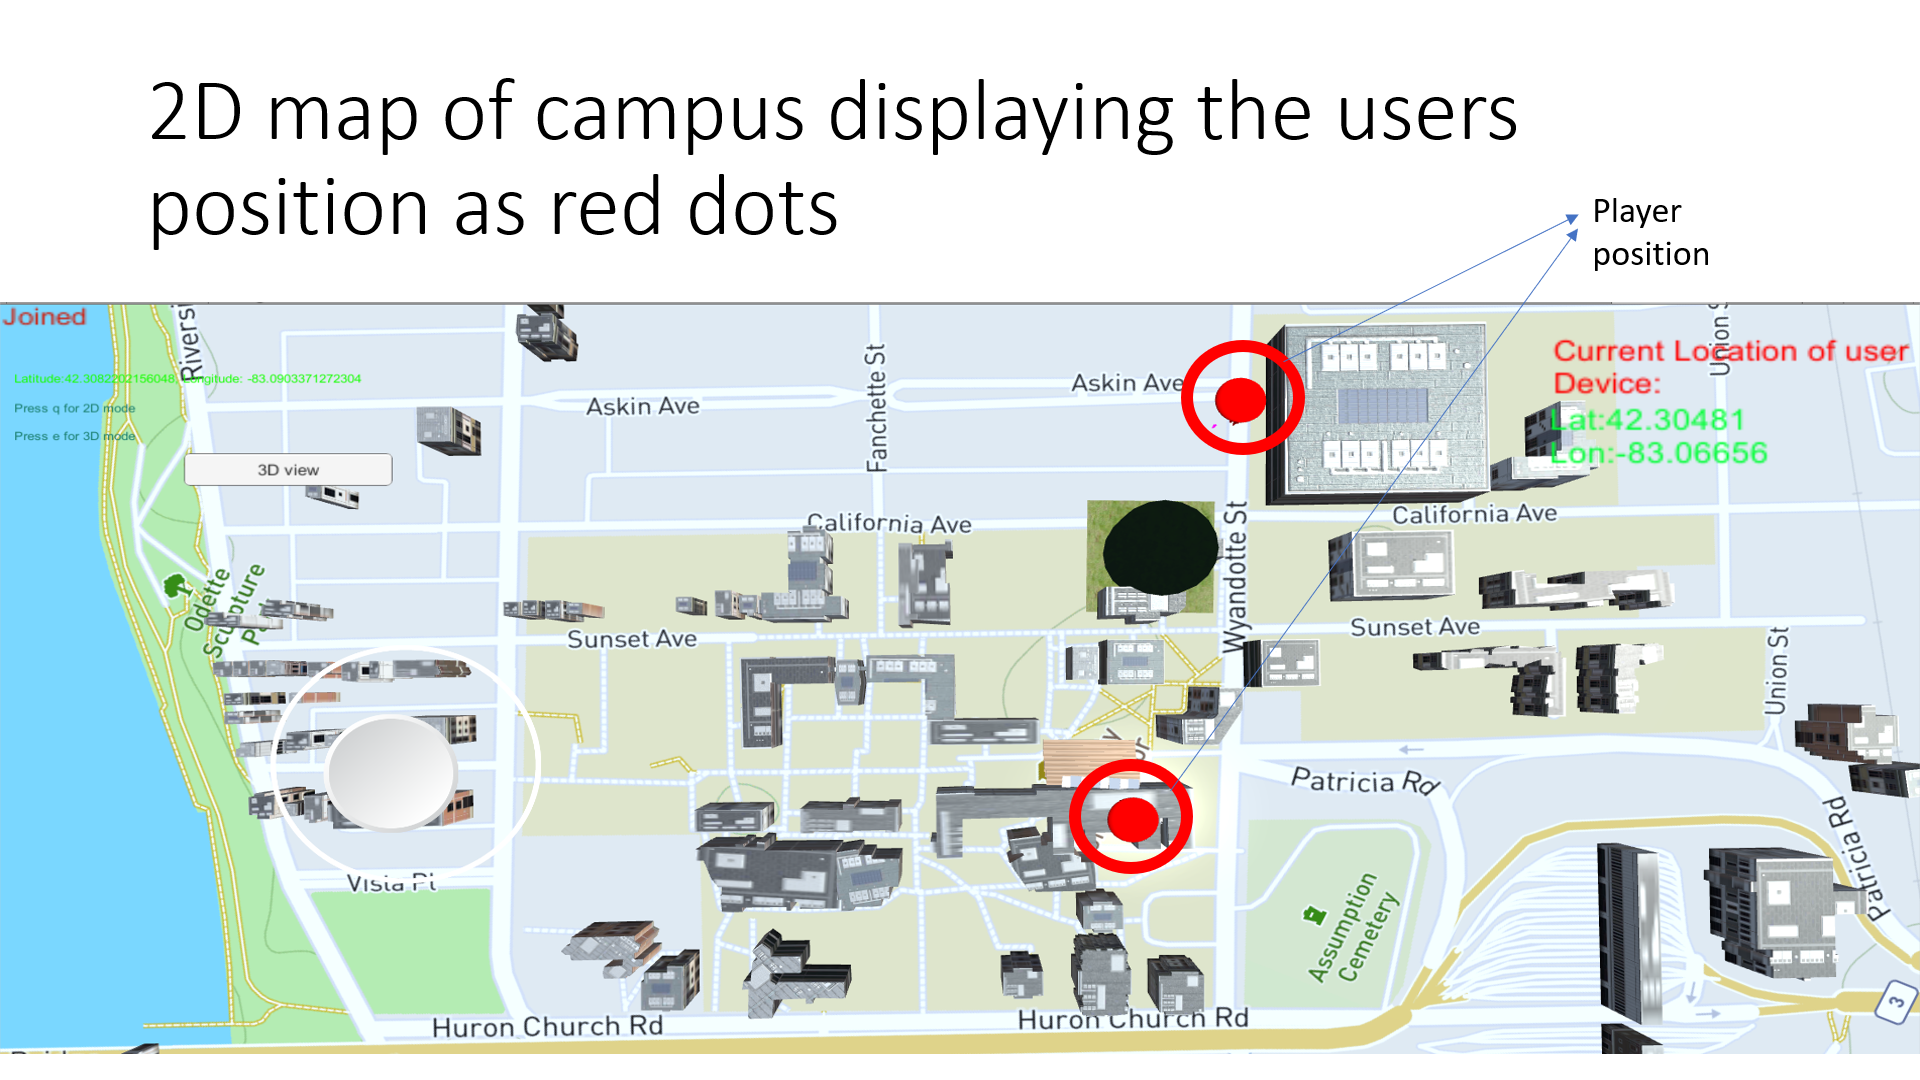 2D map of campus displaying the users
position as red dots
Player
position
Joined
Riversi
Union S
Fanchette St
Current Location of user
Device:
Latitude:42.3082202156048, Longitude: -83.0903371272304
Press q for 2D mode
Press e for 3D mode
Askin Ave
Askin Ave
Lat:42.30481
Lon:-83.06656
3D view
California Ave
California Ave
Wyandotte St
Odette
Sculpture
P
Sunset Ave
Sunset Ave
Union St
Patricia Rd
Patricia Rd
Vista Pl
Assumption
Cemetery
3
Huron Church Rd
Huron Church Rd